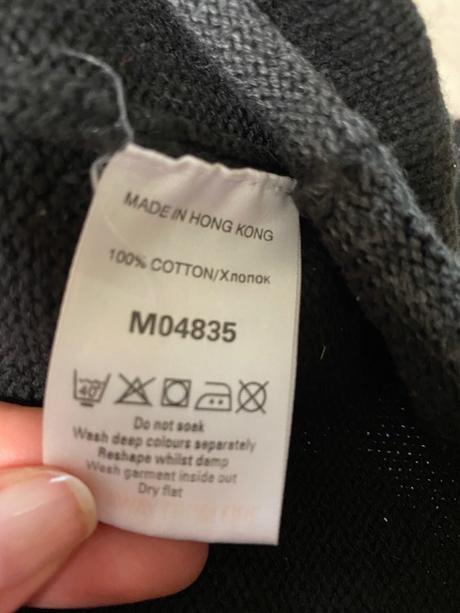 MADE IN HONG KONG
100% COTTON/Хлопок
M04835
40
Do not soak
Wash deep colours separately
Reshape whilst damp
Wash garment inside out
Dry flat